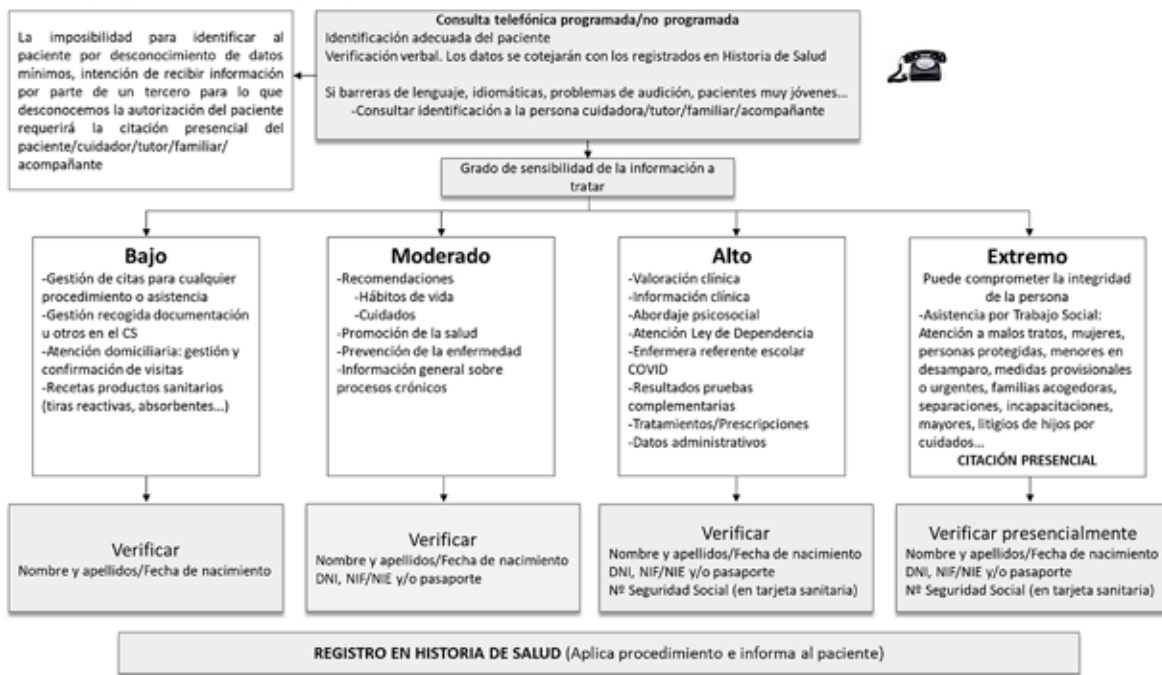 La imposibilidad para identificar al
paciente por desconocimiento de datos
mínimos, intención de recibir información
por parte de un tercero para lo que
desconocemos la autorización del paciente
requerirá la citación presencial del
paciente/cuidador/tutor/familiar/
acompañante
Consulta telefónica programada/no programada
Identificación adecuada del paciente
Verificación verbal. Los datos se cotejarán con los registrados en Historia de Salud
Si barreras de lenguaje, idiomáticas, problemas de audición, pacientes muy jóvenes...
-Consultar identificación a la persona cuidadora/tutor/familiar/acompañante
Grado de sensibilidad de la información a
tratar
Bajo
-Gestión de citas para cualquier
procedimiento o asistencia
-Gestión recogida documentación
u otros en el CS
-Atención domiciliaria: gestión y
confirmación de visitas
-Recetas productos sanitarios
(tiras reactivas, absorbentes...)
Moderado
-Recomendaciones
-Hábitos de vida
-Cuidados
-Promoción de la salud
-Prevención de la enfermedad
-Información general sobre
procesos crónicos
Alto
-Valoración clínica
-Información clínica
-Abordaje psicosocial
-Atención Ley de Dependencia
-Enfermera referente escolar
COVID
-Resultados pruebas
complementarias
-Tratamientos/Prescripciones
-Datos administrativos
Extremo
Puede comprometer la integridad
de la persona
-Asistencia por Trabajo Social:
Atención a malos tratos, mujeres,
personas protegidas, menores en
desamparo, medidas provisionales
o urgentes, familias acogedoras,
separaciones, incapacitaciones,
mayores, litigios de hijos por
cuidados...
CITACIÓN PRESENCIAL
Verificar
Nombre y apellidos/Fecha de nacimiento
Verificar
Nombre y apellidos/Fecha de nacimiento
DNI, NIF/NIE y/o pasaporte
Verificar
Nombre y apellidos/Fecha de nacimiento
DNI, NIF/NIE y/o pasaporte
Nº Seguridad Social (en tarjeta sanitaria)
Verificar presencialmente
Nombre y apellidos/Fecha de nacimiento
DNI, NIF/NIE y/o pasaporte
Nº Seguridad Social (en tarjeta sanitaria)
REGISTRO EN HISTORIA DE SALUD (Aplica procedimiento e informa al paciente)